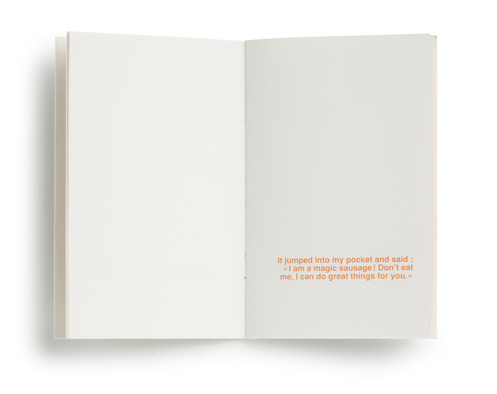 It jumped into my pocket and said :
« I am a magic sausage ! Don't eat
me, I can do great things for you.»